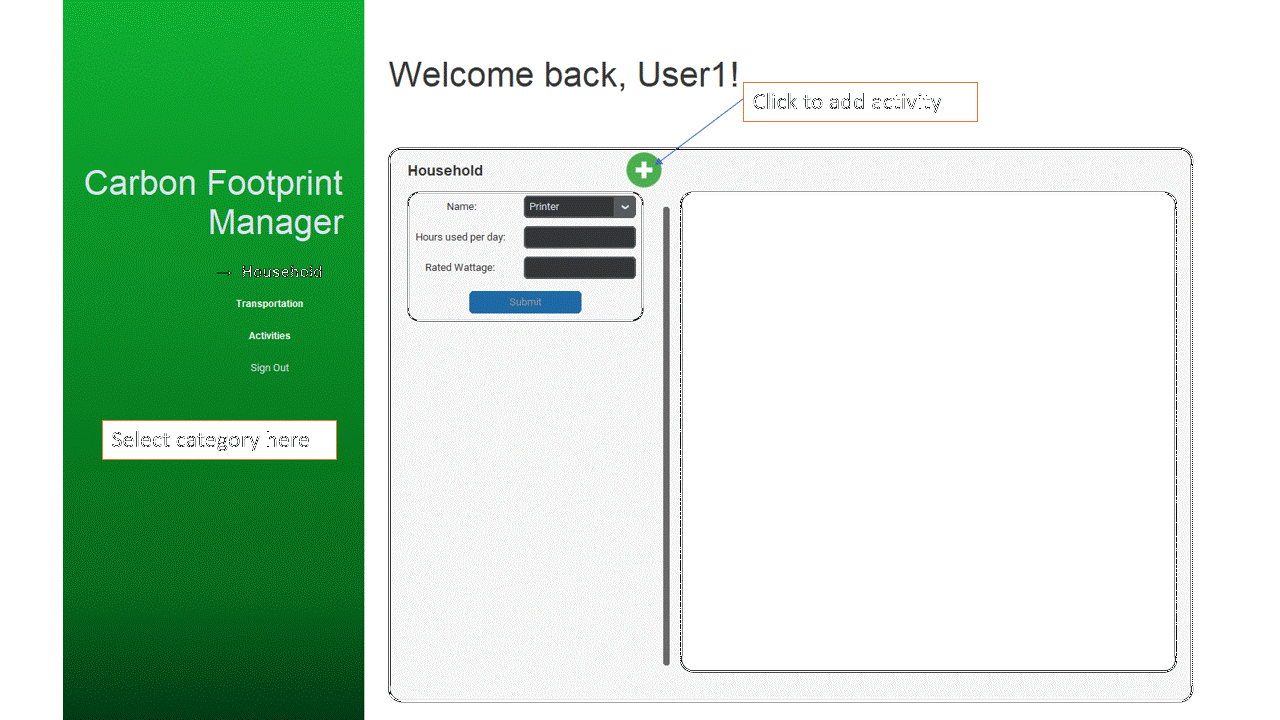 Carbon Footprint
Manager
Household
Transportation
Activities
Sign Out
Select category here
Welcome back, User1!
Click to add activity
Household
Name:
Printer
Hours used per day:
Rated Wattage:
Submit